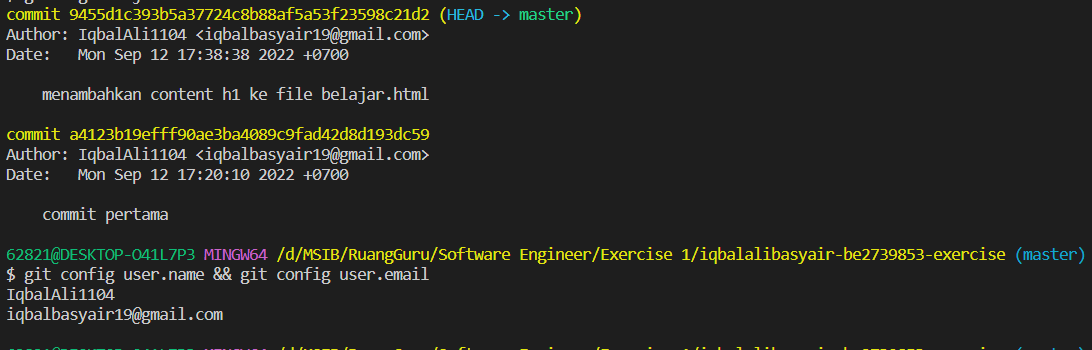 commit 9455d1c393b5a37724c8b88af5a53f23598c21d2 (HEAD -> master)
Author: IqbalAli1104 <iqbalbasyair19@gmail.com>
Date:   Mon Sep 12 17:38:38 2022 +0700
    menambahkan content h1 ke file belajar.html
commit a4123b19efff90ae3ba4089c9fad42d8d193dc59
Author: IqbalAli1104 <iqbalbasyair19@gmail.com>
Date:   Mon Sep 12 17:20:10 2022 +0700
    commit pertama
62821@DESKTOP-O41L7P3 MINGW64 /d/MSIB/RuangGuru/Software Engineer/Exercise 1/iqbalalibasyair-be2739853-exercise (master)
$ git config user.name && git config user.email
IqbalAli1104
iqbalbasyair19@gmail.com